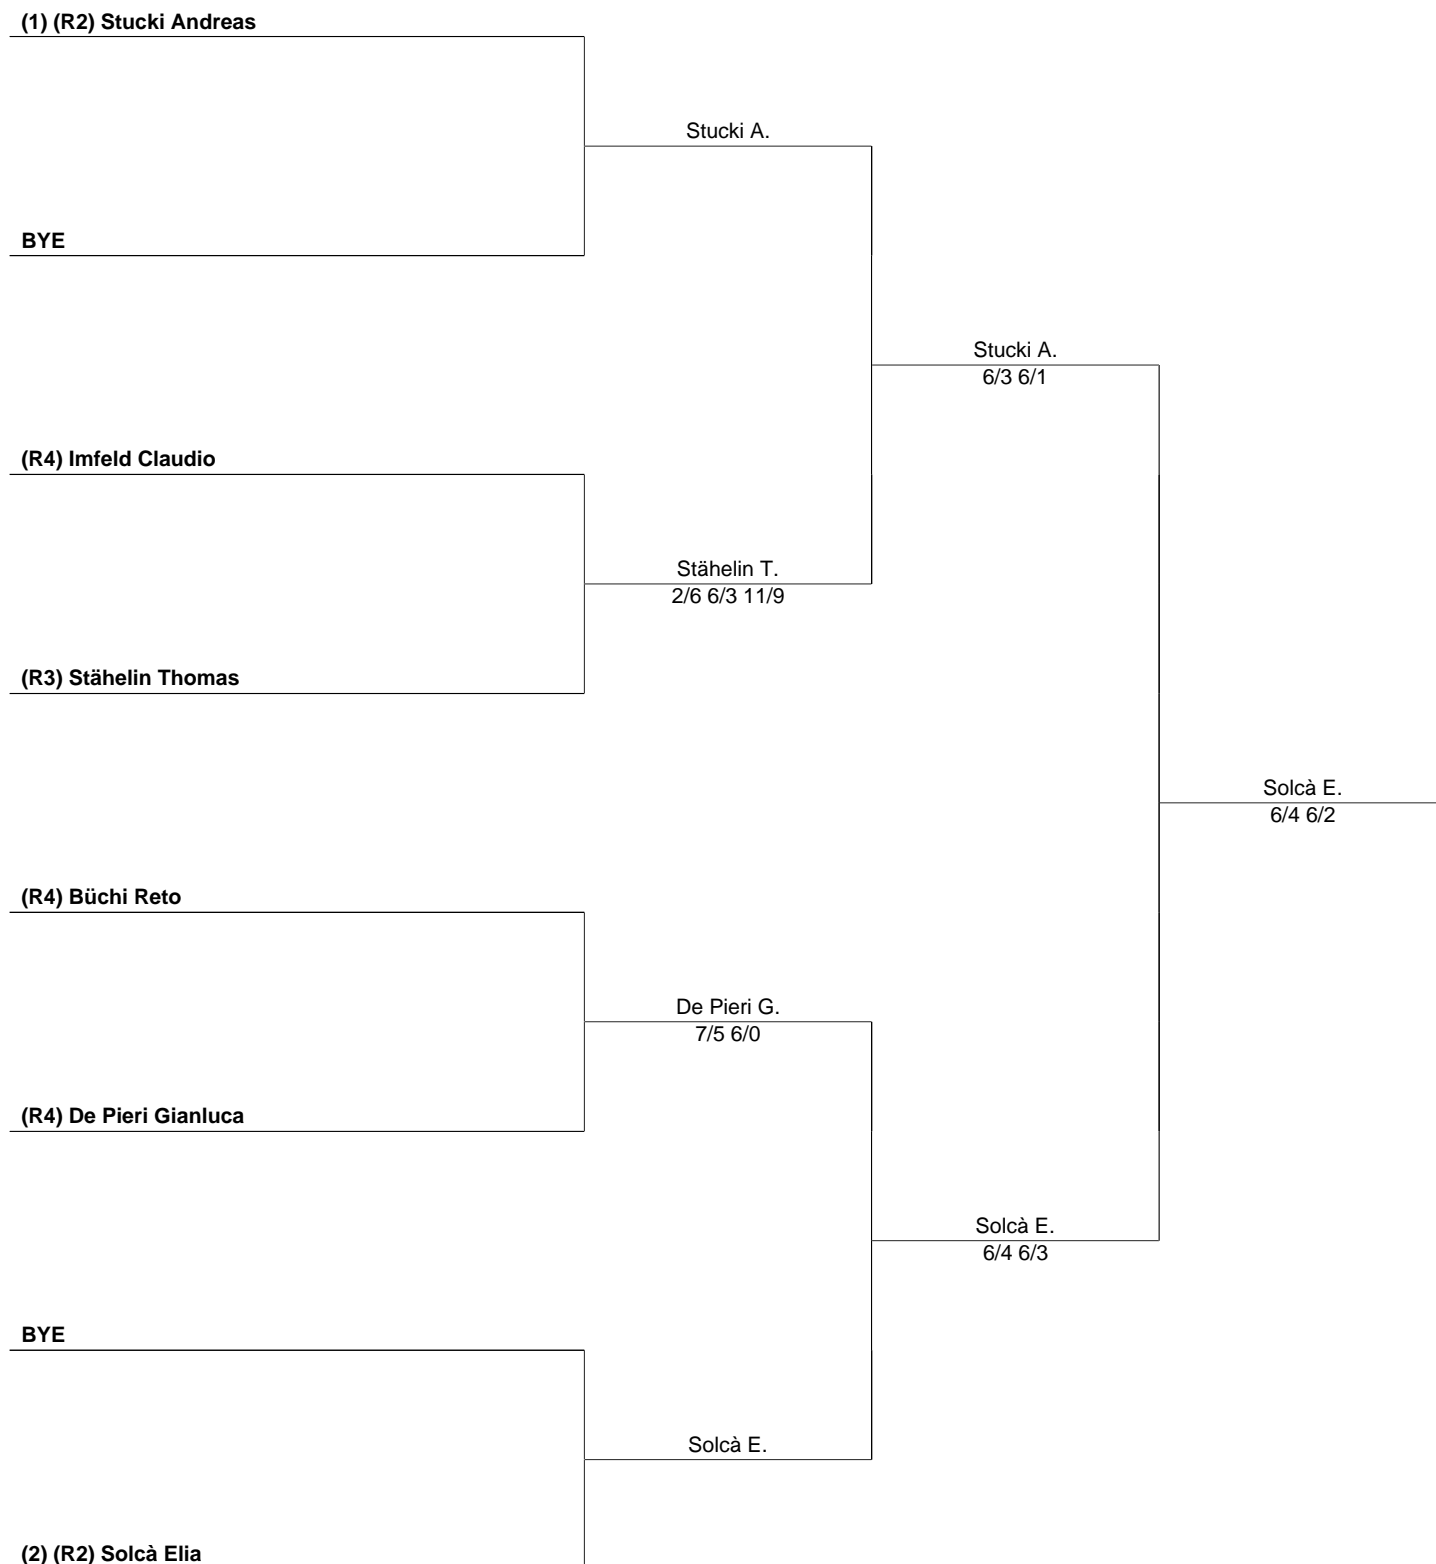 (1) (R2) Stucki Andreas
Stucki A.
BYE
Stucki A.
6/3 6/1
(R4) Imfeld Claudio
Stähelin T.
2/6 6/3 11/9
(R3) Stähelin Thomas
Solcà E.
6/4 6/2
(R4) Büchi Reto
De Pieri G.
7/5 6/0
(R4) De Pieri Gianluca
Solcà E.
6/4 6/3
BYE
Solcà E.
(2) (R2) Solcà Elia